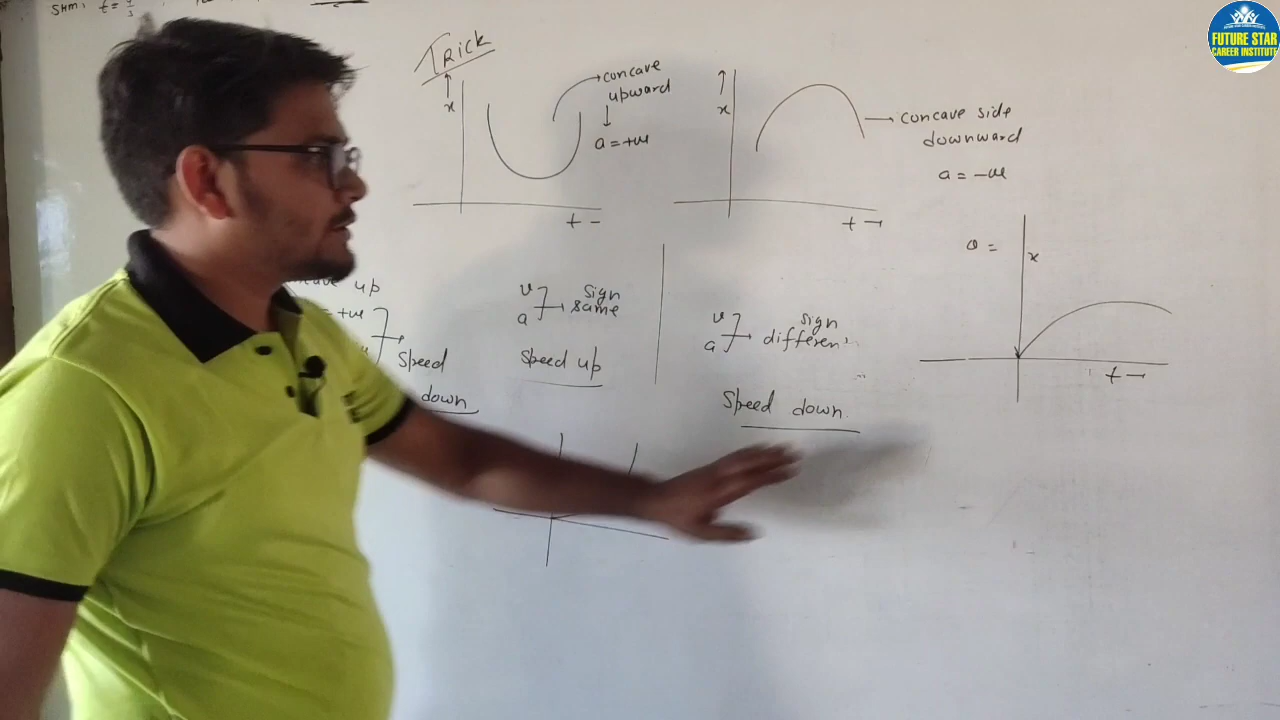 SHM,
FUTURE STAR
CAREER INSTITUTE
Trick
x
concave
upward
a = +ve
x
concave side
downward
a = -ve
x
up
= +ve
Speed
down
v
a
sign
same
Speed up
v
a
sign
different
Speed down.